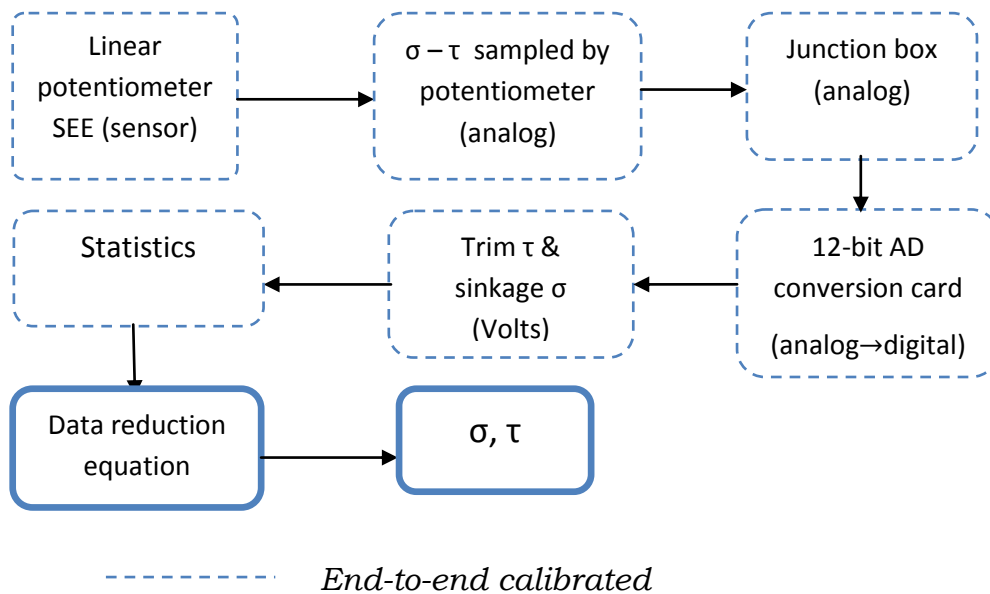 Linear
potentiometer
SEE (sensor)
σ – τ sampled by
potentiometer
(analog)
Junction box
(analog)
12-bit AD
conversion card
(analog→digital)
Trim τ &
sinkage σ
(Volts)
Statistics
Data reduction
equation
σ, τ
End-to-end calibrated